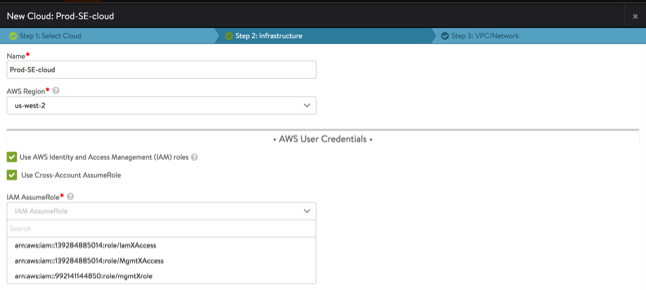 New Cloud: Prod-SE-cloud
Step 1: Select Cloud
Step 2: Infrastructure
Step 3: VPC/Network
Name*
Prod-SE-cloud
AWS Region*
us-west-2
• AWS User Credentials •
Use AWS Identity and Access Management (IAM) roles
Use Cross-Account AssumeRole
IAM AssumeRole*
IAM AssumeRole
Search
arn:aws:iam::139284885014:role/IamXAccess
arn:aws:iam::139284885014:role/MgmtXAccess
arn:aws:iam::992141144850:role/mgmtXrole